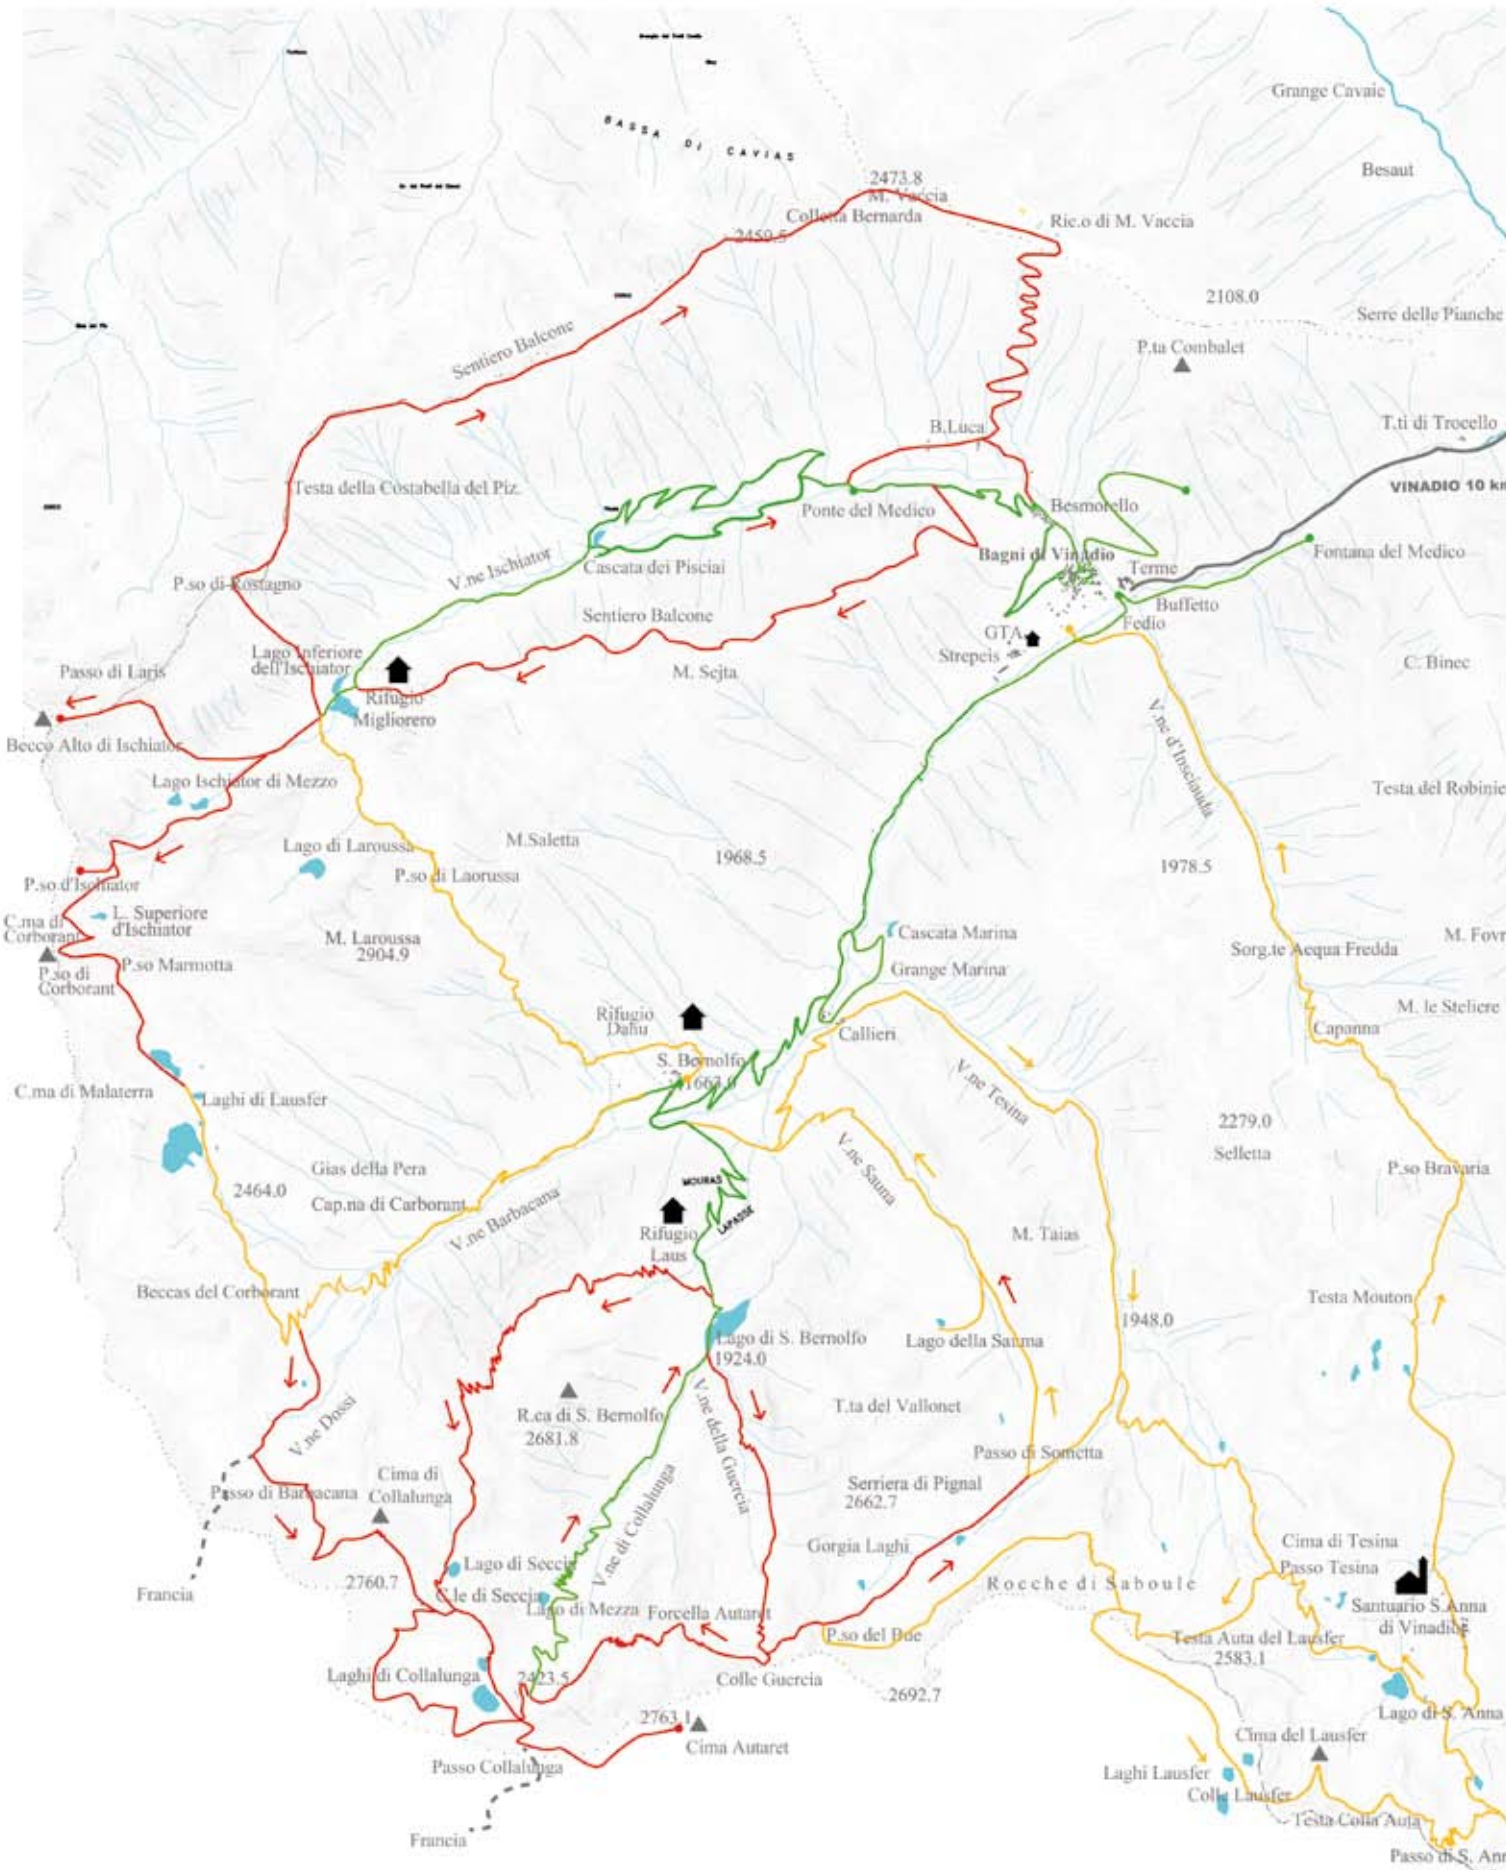 Grange Cavaie
BASSA DI CAVIAS
Besaut
2473.8
M. Vaccia
Colletta Bernarda
2459.5
Ric.o di M. Vaccia
2108.0
Serre delle Pianche
Sentiero Balcone
P.ta Combalet
B.Luca
T.ti di Trocello
Testa della Costabella del Piz.
VINADIO 10 km
Ponte del Medico
Besmorello
Bagni di Vinadio
Fontana del Medico
V.ne Ischiator
Cascata dei Pisciai
Terme
P.so di Rostagno
Buffetto
Sentiero Balcone
Fedio
GTA
Strepeis
Lago Inferiore
dell'Ischiator
C. Binec
Passo di Laris
M. Sejta
Rifugio
Migliorero
Becco Alto di Ischiator
V.ne d'Insciauda
Lago Ischiator di Mezzo
Testa del Robinie
M.Saletta
Lago di Laroussa
1968.5
1978.5
P.so di Laorussa
P.so d'Ischiator
L. Superiore
d'Ischiator
C.ma di
Corborant
M. Laroussa
2904.9
Cascata Marina
M. Fovr
Sorg.te Acqua Fredda
P.so Marmotta
Grange Marina
P.so di
Corborant
M. le Steliere
Rifugio
Dahu
Callieri
Capanna
S. Bernolfo
1663.0
V.ne Tesina
C.ma di Malaterra
Laghi di Lausfer
2279.0
Selletta
Gias della Pera
V.ne Sauna
P.so Bravaria
2464.0
MOURAS
Cap.na di Carborant
LAPASSE
V.ne Barbacana
Rifugio
Laus
M. Taias
Beccas del Corborant
Testa Mouton
1948.0
Lago di S. Bernolfo
1924.0
Lago della Sauna
V.ne Dossi
R.ca di S. Bernolfo
2681.8
V.ne della Guercia
T.ta del Vallonet
Passo di Sometta
Cima di
Collalunga
Passo di Barbacana
Serriera di Pignal
2662.7
V.ne di Collalunga
Gorgia Laghi
Cima di Tesina
Passo Tesina
Lago di Seccia
2760.7
C.le di Seccia
Francia
Rocche di Saboule
Lago di Mezza
Forcella Autaret
Santuario S.Anna
di Vinadio
P.so del Bue
Testa Auta del Lausfer
2583.1
Laghi di Collalunga
2423.5
Colle Guercia
2692.7
Lago di S. Anna
2763.1
Cima Autaret
Cima del Lausfer
Passo Collalunga
Laghi Lausfer
Colle Lausfer
Testa Colla Auta
Francia
Passo di S. Ann